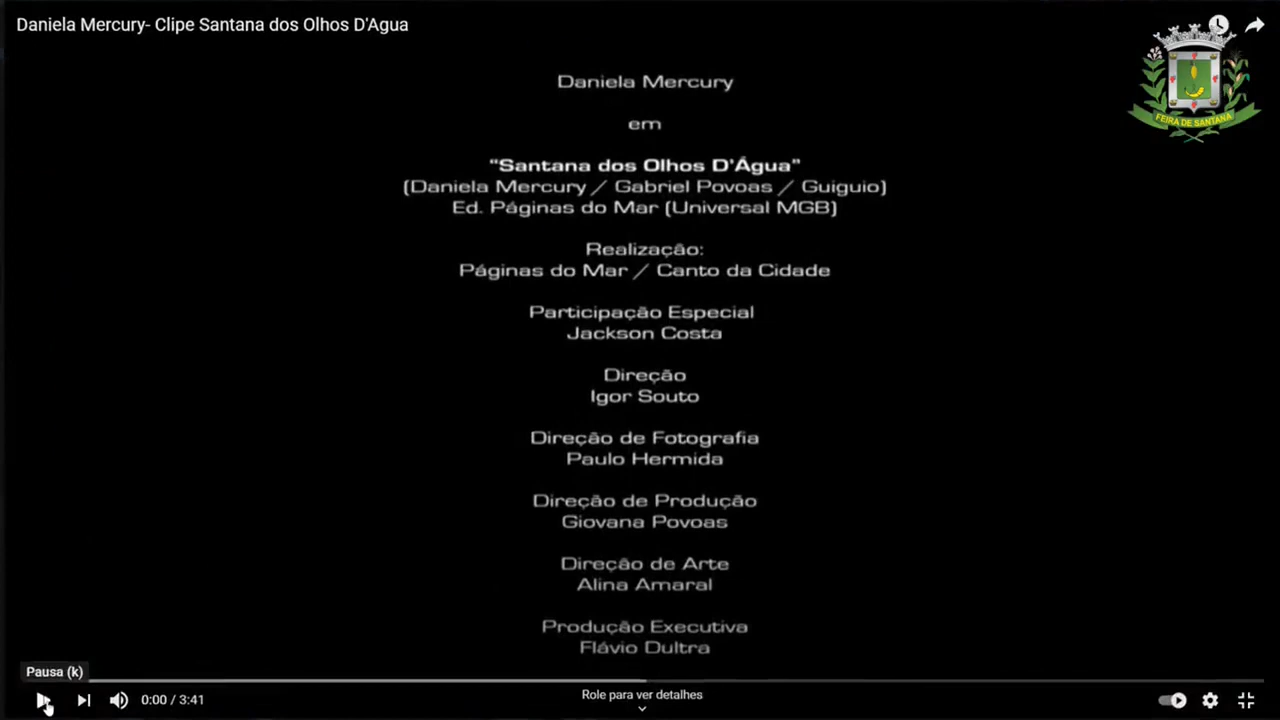 Daniela Mercury- Clipe Santana dos Olhos D'Agua
FEIRA DE SANTANA
Daniela Mercury
em
“Santana dos Olhos D'Água”
(Daniela Mercury / Gabriel Povoas / Guiguio)
Ed. Páginas do Mar (Universal MGB)
Realização:
Páginas do Mar / Canto da Cidade
Participação Especial
Jackson Costa
Direção
Igor Souto
Direção de Fotografia
Paulo Hermida
Direção de Produção
Giovana Povoas
Direção de Arte
Alina Amaral
Produção Executiva
Flávio Dultra
Pausa (k)
0:00 / 3:41
Role para ver detalhes